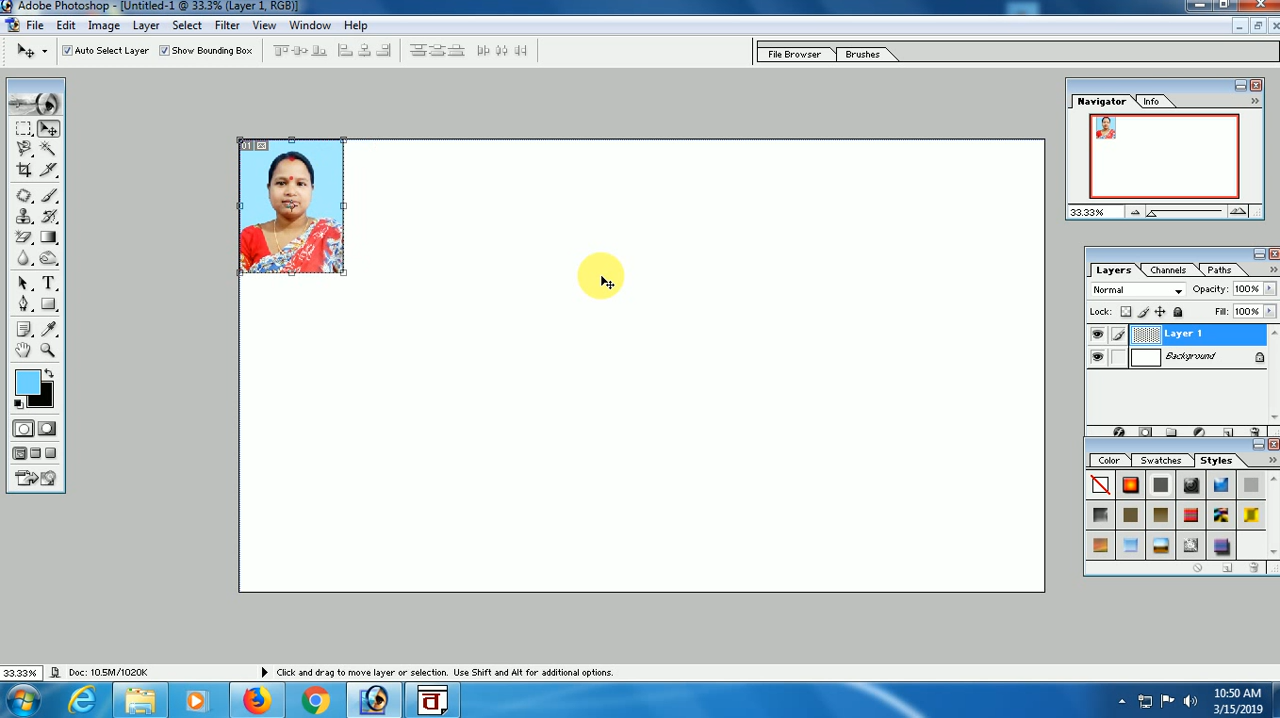 Adobe Photoshop - [Untitled-1 @ 33.3% (Layer 1, RGB)]
File Edit Image Layer Select Filter View Window Help
Auto Select Layer Show Bounding Box File Browser Brushes
Navigator Info
01
33.33%
Layers Channels Paths
Normal Opacity: 100%
Lock: Fill: 100%
Layer 1
Background
T
Color Swatches Styles
33.33% Doc: 10.5M/1020K Click and drag to move layer or selection. Use Shift and Alt for additional options.
अ
10:50 AM
3/15/2019